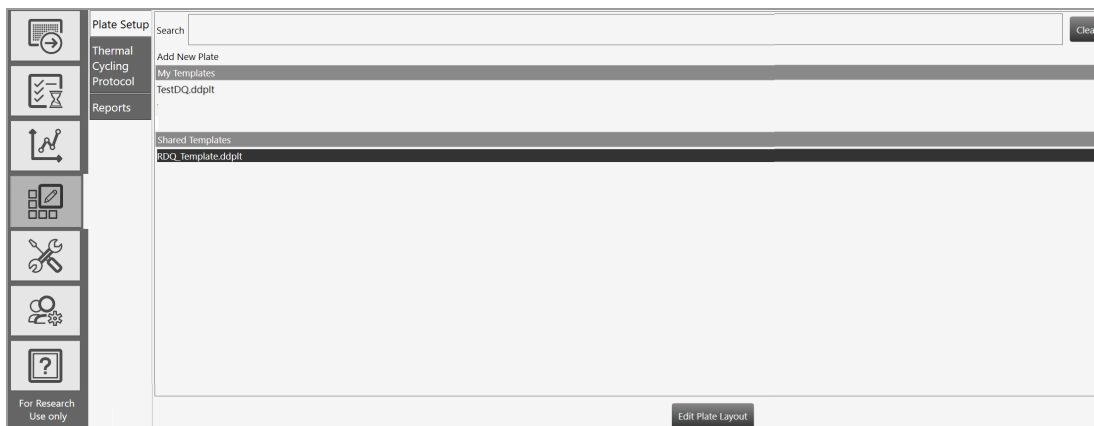 Plate Setup
Thermal
Cycling
Protocol
Reports
Search
Add New Plate
My Templates
TestDQ.ddplt
Shared Templates
RDQ_Template.ddplt
?
For Research
Use only
Edit Plate Layout